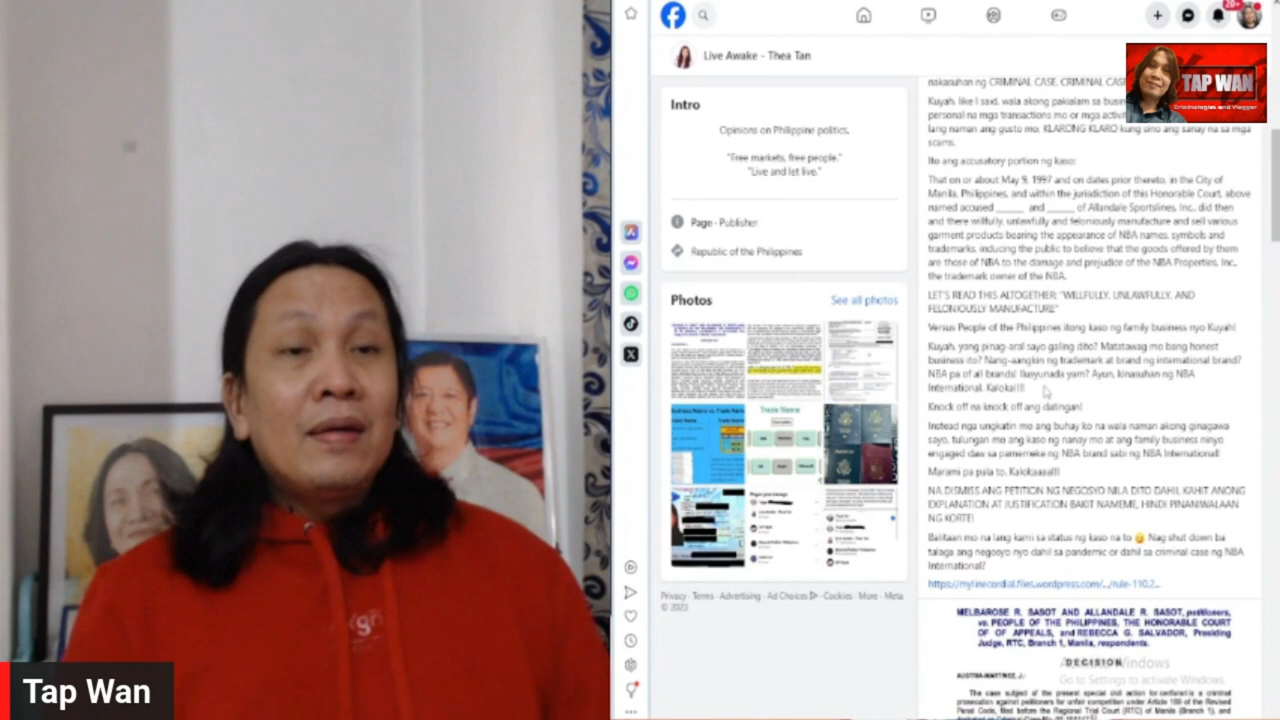 Live Awake - Thea Tan
20+
TAP WAN
Criminologist and Vlogger
Intro
Opinions on Philippine politics.
"Free markets, free people."
"Live and let live."
Page · Publisher
Republic of the Philippines
Photos
See all photos
Privacy · Terms · Advertising · Ad Choices · Cookies · More · Meta
© 2023
nakasuhan ng CRIMINAL CASE. CRIMINAL CASE
Kuyah, like I said, wala akong pakialam sa
personal na mga transactions mo or mga
lang naman ang gusto mo, KLARONG KLARO kung sino ang sanay na sa mga
scams.
Ito ang accusatory portion ng kaso:
That on or about May 9, 1997 and on dates prior thereto, in the City of
Manila, Philippines, and within the jurisdiction of this Honorable Court, above
named accused ______ and ______ of Allandale Sportslines, Inc., did then
and there willfully, unlawfully and feloniously manufacture and sell various
garment products bearing the appearance of NBA names, symbols and
trademarks, inducing the public to believe that the goods offered by them
are those of NBA to the damage and prejudice of the NBA Properties, Inc.,
the trademark owner of the NBA.
LET'S READ THIS ALTOGETHER: "WILLFULLY, UNLAWFULLY, AND
FELONIOUSLY MANUFACTURE"
Versus People of the Philippines itong kaso ng family business nyo Kuyah!
Kuyah, yang pinag-aral sayo galing dito? Matatawag mo bang honest
business ito? Nang-aangkin ng trademark at brand ng international brand?
NBA pa of all brands! Ilusyunada yarn? Ayun, kinasuhan ng NBA
International. Kaloka!!!!
Knock off na knock off ang datingan!
Instead nga ungkatin mo ang buhay ko na wala naman akong ginagawa
sayo, tulungan mo ang kaso ng nanay mo at ang family business ninyo
engaged daw sa pamemeke ng NBA brand sabi ng NBA International!
Marami pa pala to. Kalokaaaal!!!
NA DISMISS ANG PETITION NG NEGOSYO NILA DITO DAHIL KAHIT ANONG
EXPLANATION AT JUSTIFICATION BAKIT NAMEME, HINDI PINANIWALAAN
NG KORTE!
Balitaan mo na lang kami sa status ng kaso na to 😉 Nag shut down ba
talaga ang negosyo nyo dahil sa pandemic or dahil sa criminal case ng NBA
International?
https://mylinecordial.files.wordpress.com/.../rule-110.2...
MELBAROSE R. SASOT AND ALLANDALE R. SASOT, petitioners,
vs. PEOPLE OF THE PHILIPPINES, THE HONORABLE COURT
OF OF APPEALS, and REBECCA G. SALVADOR, Presiding
Judge, RTC, Branch 1, Manila, respondents.
DECISION
Activate Windows
Go to Settings to activate Windows.
AUSTRIA-MARTINEZ, J.:
The case subject of the present special civil action for certiorari is a criminal
prosecution against petitioners for unfair competition under Article 189 of the Revised
Penal Code, filed before the Regional Trial Court (RTC) of Manila (Branch 1), and
Tap Wan